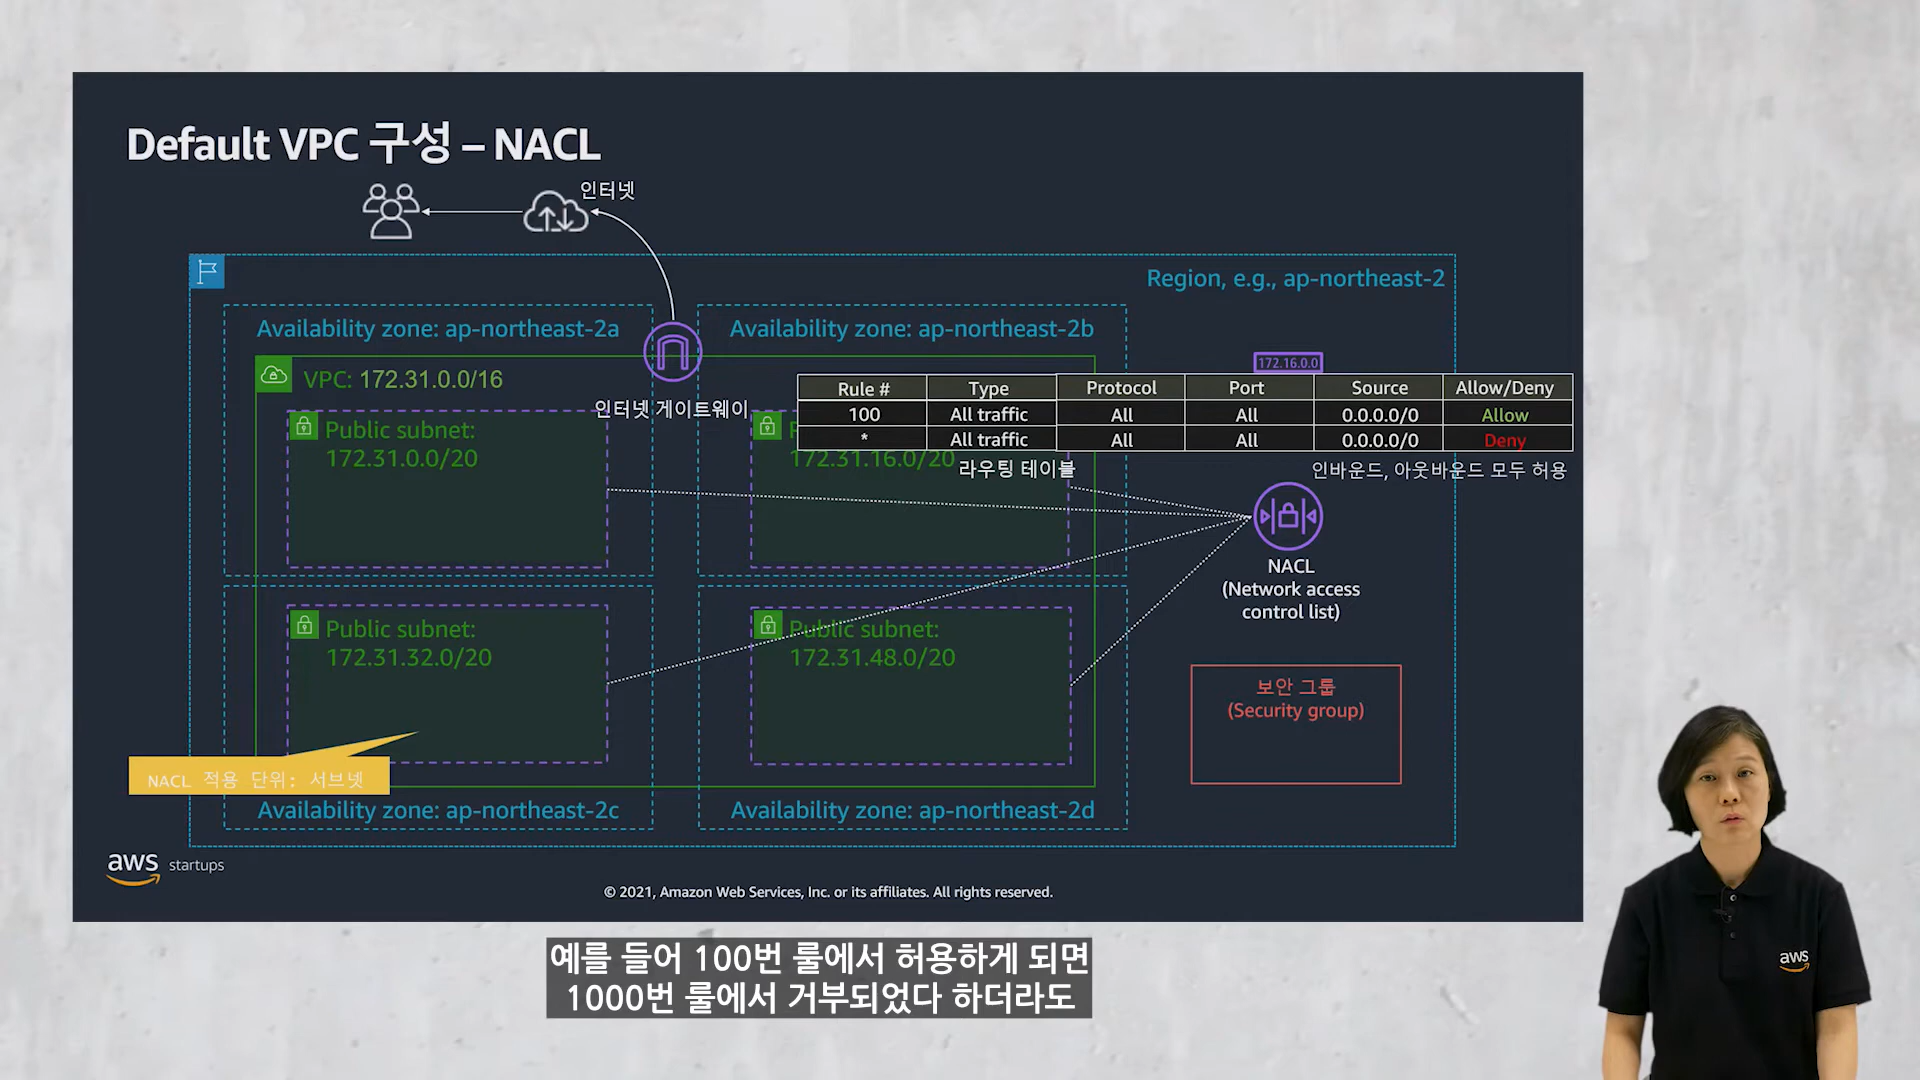 Default VPC 구성 – NACL
인터넷
Region, e.g., ap-northeast-2
Availability zone: ap-northeast-2a
Availability zone: ap-northeast-2b
172.16.0.0
VPC: 172.31.0.0/16
Rule # Type Protocol Port Source Allow/Deny
100 All traffic All All 0.0.0.0/0 Allow
* All traffic All All 0.0.0.0/0 Deny
인터넷 게이트웨이
Public subnet:
172.31.0.0/20
172.31.16.0/20
라우팅 테이블
인바운드, 아웃바운드 모두 허용
NACL
(Network access
control list)
Public subnet:
172.31.32.0/20
Public subnet:
172.31.48.0/20
보안 그룹
(Security group)
NACL 적용 단위: 서브넷
Availability zone: ap-northeast-2c
Availability zone: ap-northeast-2d
aws startups
© 2021, Amazon Web Services, Inc. or its affiliates. All rights reserved.
aws
예를 들어 100번 룰에서 허용하게 되면
1000번 룰에서 거부되었다 하더라도